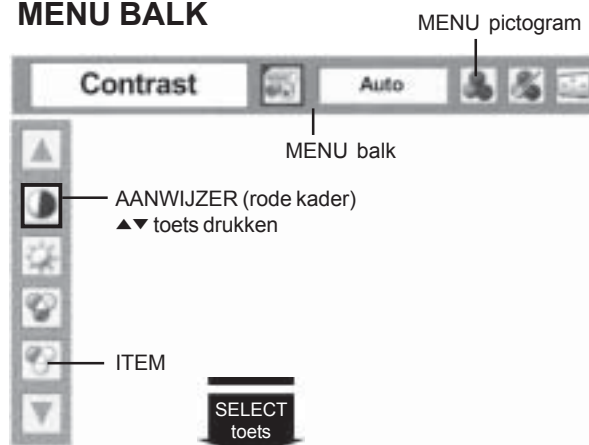 MENU BALK
MENU pictogram
Contrast
Auto
MENU balk
AANWIJZER (rode kader)
▲▼ toets drukken
ITEM
SELECT
toets